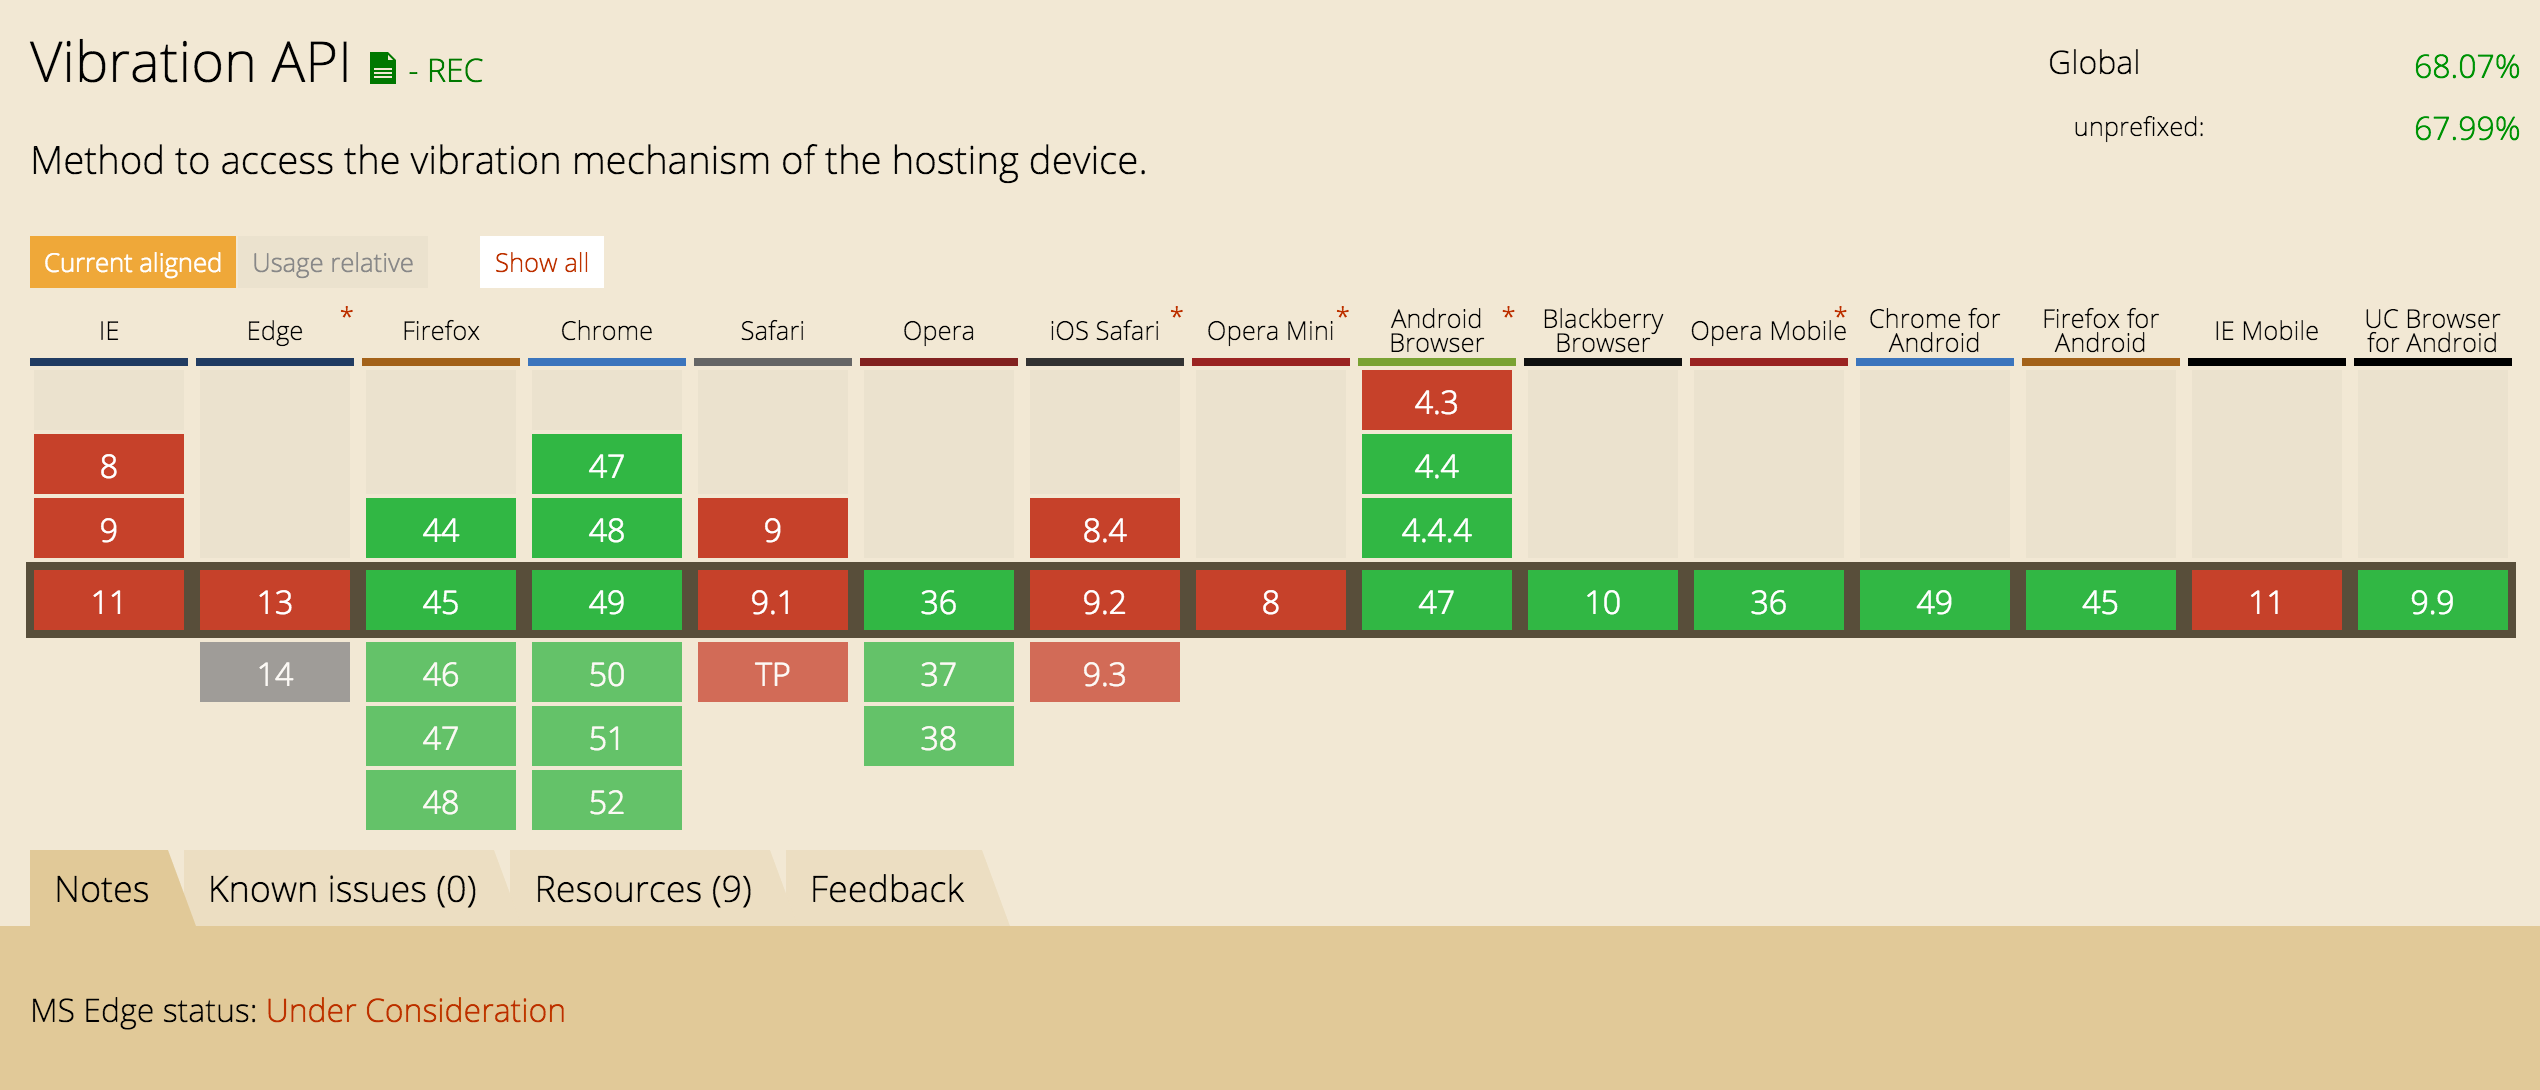 Vibration API - REC
Global 68.07%
unprefixed: 67.99%
Method to access the vibration mechanism of the hosting device.
Current aligned Usage relative Show all
IE Edge * Firefox Chrome Safari Opera iOS Safari * Opera Mini * Android Browser * Blackberry Browser Opera Mobile * Chrome for Android Firefox for Android IE Mobile UC Browser for Android
4.3
8 47 4.4
9 44 48 9 8.4 4.4.4
11 13 45 49 9.1 36 9.2 8 47 10 36 49 45 11 9.9
14 46 50 TP 37 9.3
47 51 38
48 52
Notes Known issues (0) Resources (9) Feedback
MS Edge status: Under Consideration